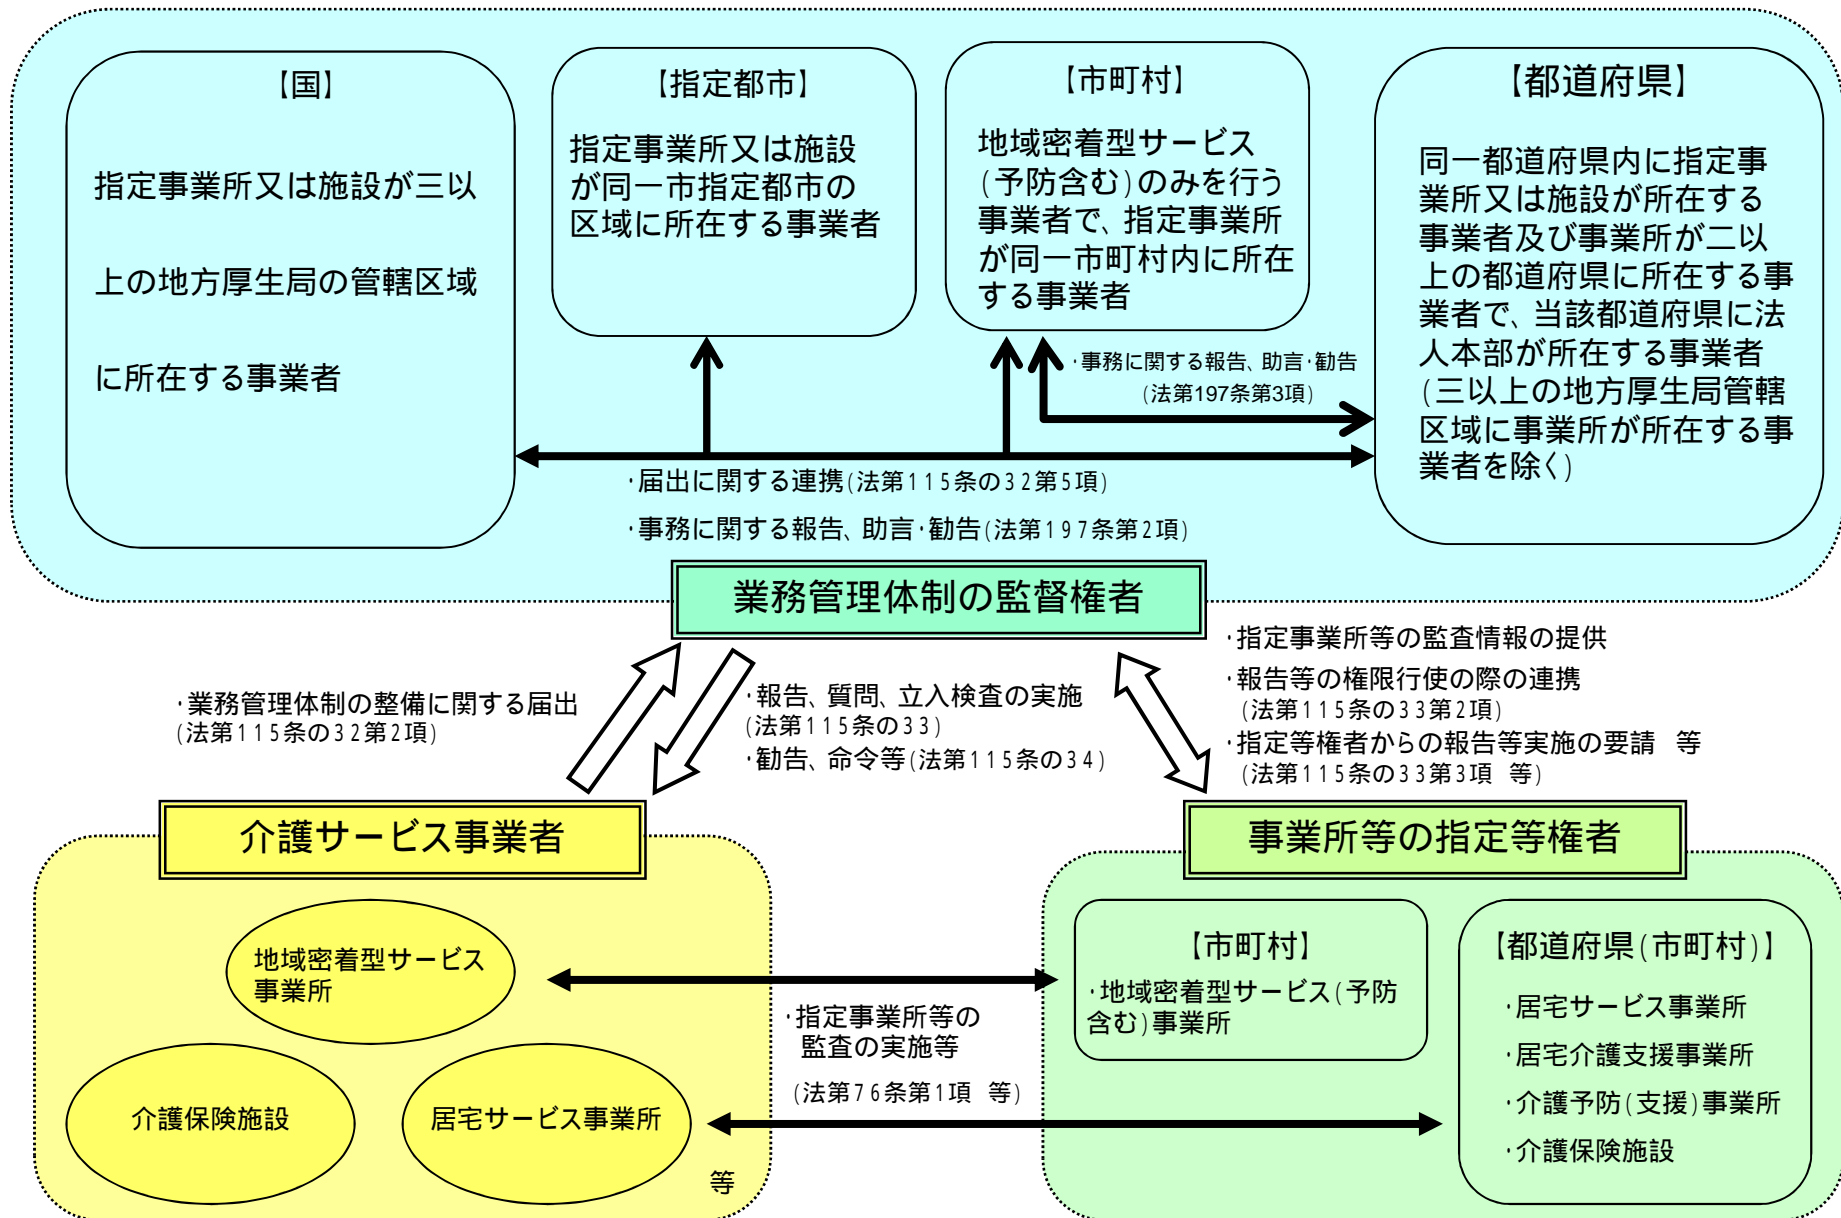 【国】
指定事業所又は施設が三以
上の地方厚生局の管轄区域
に所在する事業者
【指定都市】
指定事業所又は施設
が同一市指定都市の
区域に所在する事業者
【市町村】
地域密着型サービス
(予防含む)のみを行う
事業者で、指定事業所
が同一市町村内に所在
する事業者
【都道府県】
同一都道府県内に指定事
業所又は施設が所在する
事業者及び事業所が二以
上の都道府県に所在する事
業者で、当該都道府県に法
人本部が所在する事業者
(三以上の地方厚生局管轄
区域に事業所が所在する事
業者を除く)
・事務に関する報告、助言・勧告
(法第197条第3項)
・届出に関する連携(法第115条の32第5項)
・事務に関する報告、助言・勧告(法第197条第2項)
業務管理体制の監督権者
・業務管理体制の整備に関する届出
(法第115条の32第2項)
・報告、質問、立入検査の実施
(法第115条の33)
・勧告、命令等(法第115条の34)
・指定事業所等の監査情報の提供
・報告等の権限行使の際の連携
(法第115条の33第2項)
・指定等権者からの報告等実施の要請 等
(法第115条の33第3項 等)
介護サービス事業者
地域密着型サービス
事業所
介護保険施設
居宅サービス事業所
等
・指定事業所等の
監査の実施等
(法第76条第1項 等)
事業所等の指定等権者
【市町村】
・地域密着型サービス(予防
含む)事業所
【都道府県(市町村)】
・居宅サービス事業所
・居宅介護支援事業所
・介護予防(支援)事業所
・介護保険施設